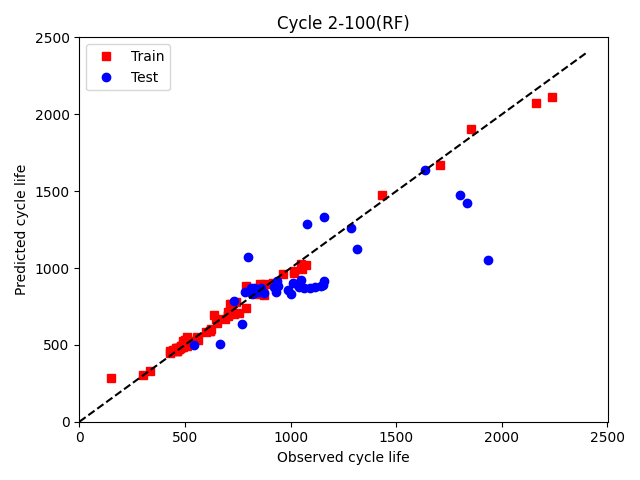 Cycle 2-100(RF)
Train
Test
Predicted cycle life
2500
2000
1500
1000
500
0
0 500 1000 1500 2000 2500
Observed cycle life